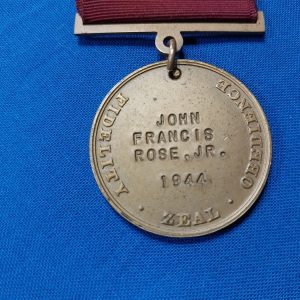 JOHN
FRANCIS
ROSE, JR.
1944
FIDELITY · ZEAL · OBEDIENCE